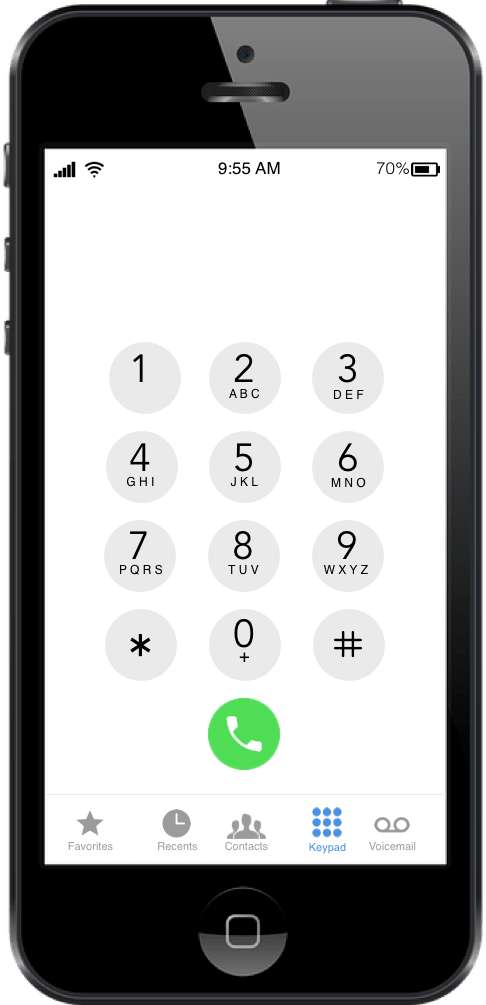 9:55 AM 70%
1 2 3
ABC DEF
4 5 6
GHI JKL MNO
7 8 9
PQRS TUV WXYZ
* 0 #
+
Favorites Recents Contacts Keypad Voicemail